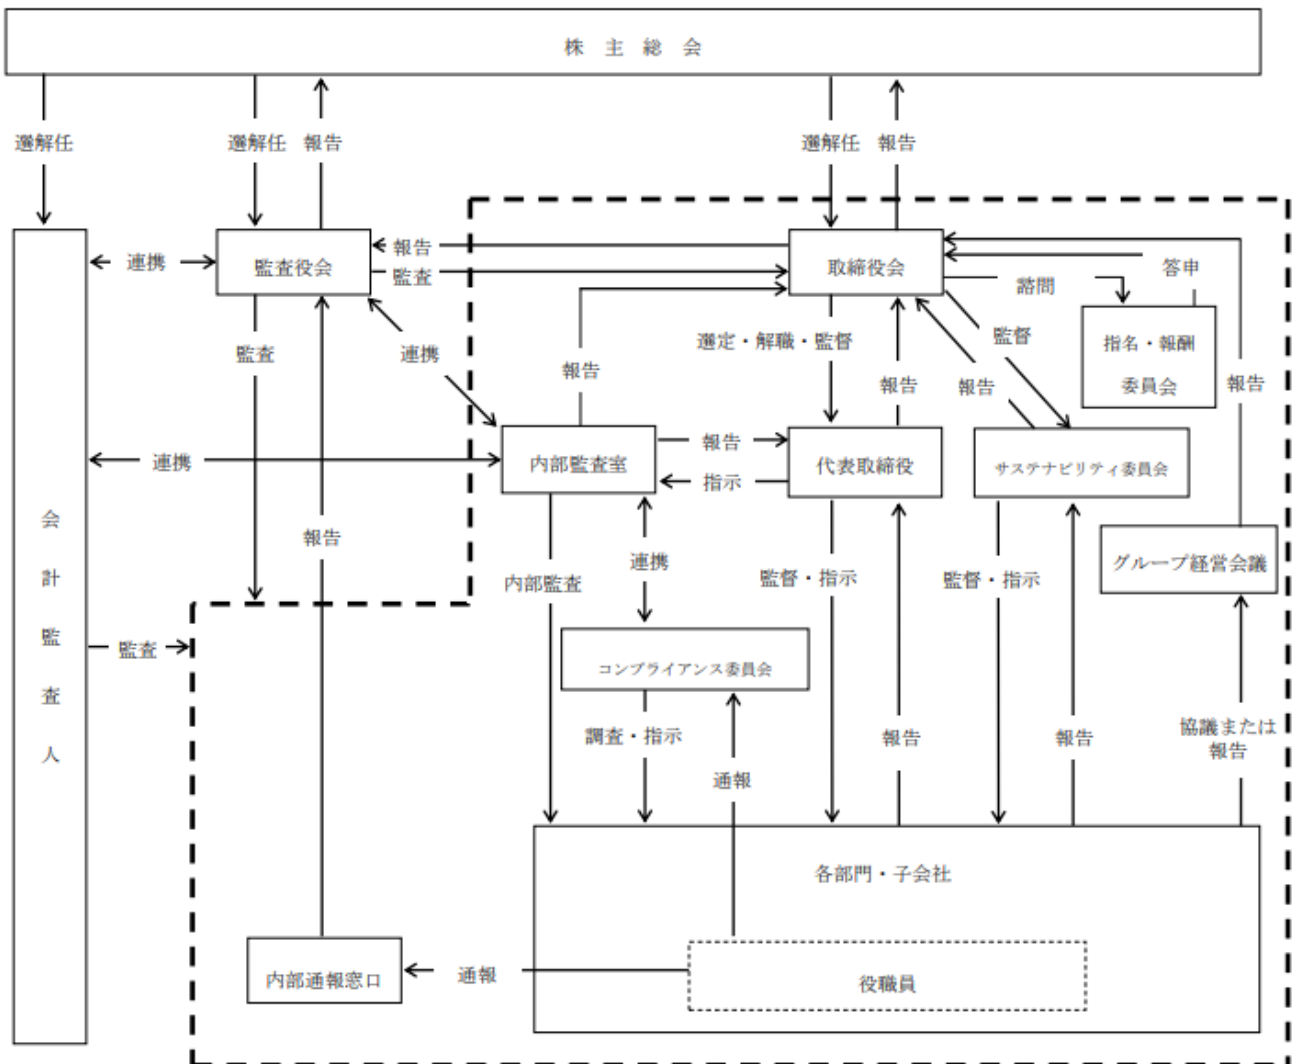 株主総会
選解任
選解任
報告
選解任
報告
連携
監査役会
報告
監査
取締役会
答申
諮問
監査
連携
選定・解職・監督
監督
指名・報酬
委員会
報告
報告
報告
報告
連携
内部監査室
報告
指示
代表取締役
サステナビリティ委員会
会計監査人
報告
内部監査
連携
監督・指示
監督・指示
グループ経営会議
監査
コンプライアンス委員会
調査・指示
通報
報告
報告
協議または
報告
各部門・子会社
内部通報窓口
通報
役職員